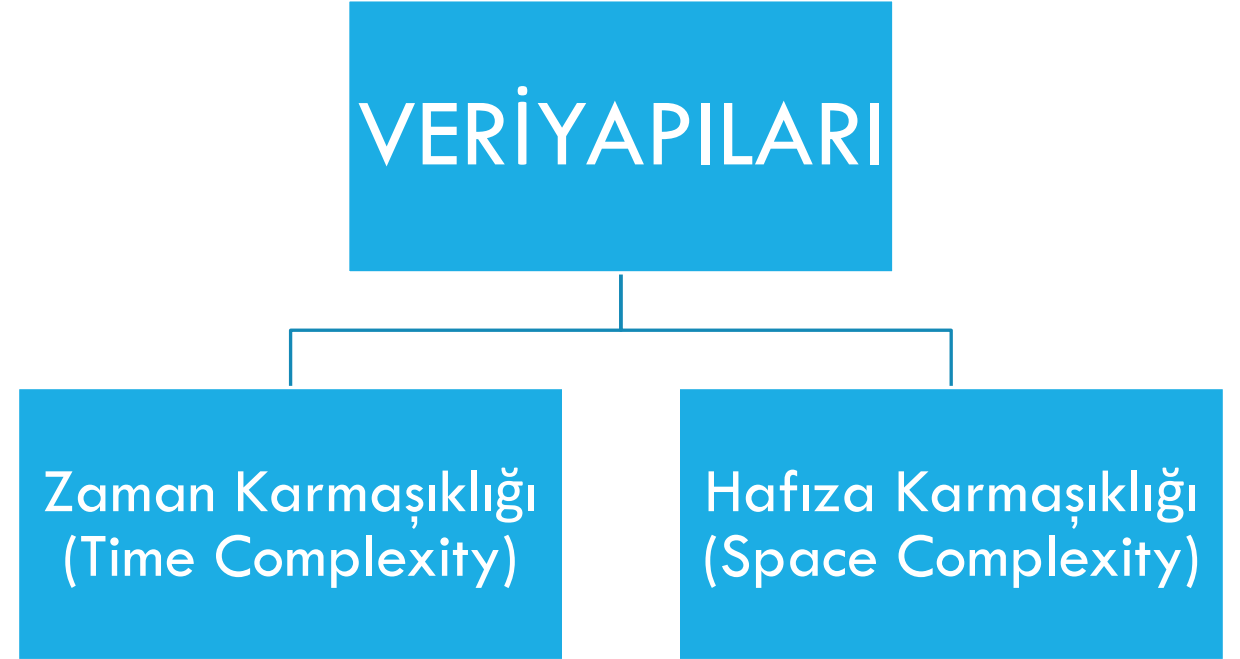 VERİYAPILARI
Zaman Karmaşıklığı
(Time Complexity)
Hafıza Karmaşıklığı
(Space Complexity)